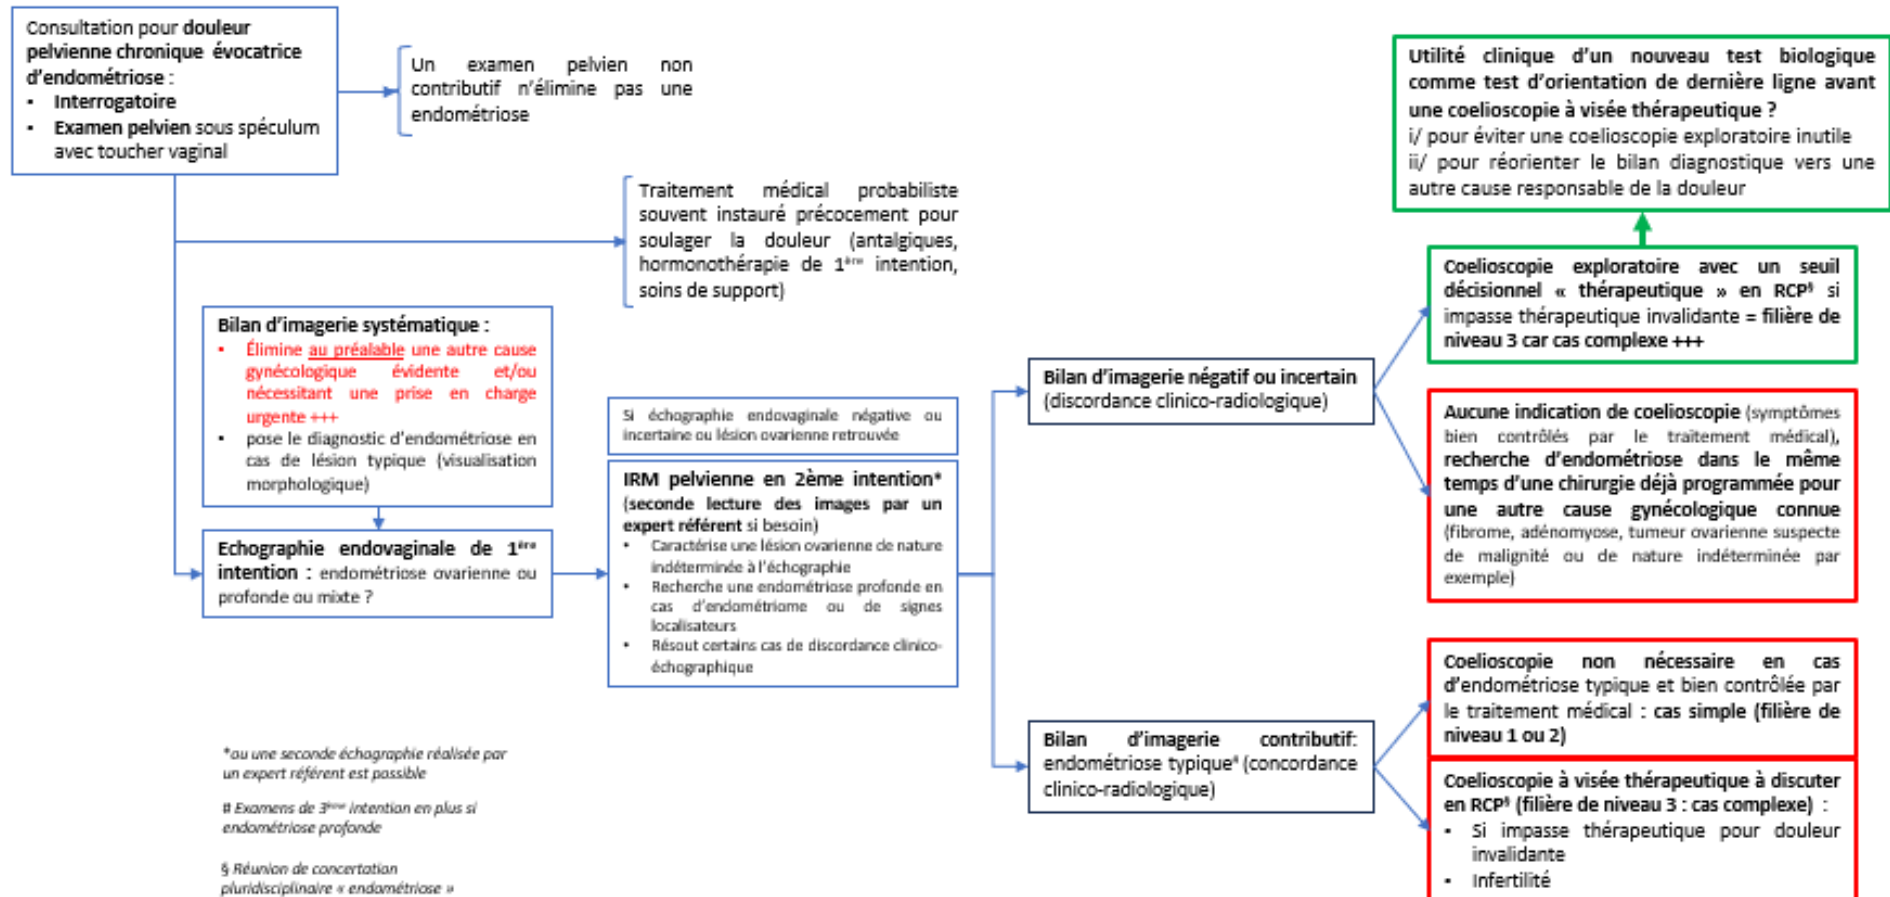 Consultation pour douleur
pelvienne chronique évocatrice
d'endométriose :
▪ Interrogatoire
▪ Examen pelvien sous spéculum
avec toucher vaginal
Un examen pelvien non
contributif n'élimine pas une
endométriose
Traitement médical probabiliste
souvent instauré précocement pour
soulager la douleur (antalgiques,
hormonothérapie de 1ère intention,
soins de support)
Bilan d'imagerie systématique :
▪ Élimine au préalable une autre cause
gynécologique évidente et/ou
nécessitant une prise en charge
urgente +++
▪ pose le diagnostic d'endométriose en
cas de lésion typique (visualisation
morphologique)
Echographie endovaginale de 1ère
intention : endométriose ovarienne ou
profonde ou mixte ?
Si échographie endovaginale négative ou
incertaine ou lésion ovarienne retrouvée
IRM pelvienne en 2ème intention*
(seconde lecture des images par un
expert référent si besoin)
▪ Caractérise une lésion ovarienne de nature
indéterminée à l'échographie
▪ Recherche une endométriose profonde en
cas d'endométriome ou de signes
localisateurs
▪ Résout certains cas de discordance clinico-
échographique
Bilan d'imagerie négatif ou incertain
(discordance clinico-radiologique)
Bilan d'imagerie contributif:
endométriose typique# (concordance
clinico-radiologique)
Utilité clinique d'un nouveau test biologique
comme test d'orientation de dernière ligne avant
une coelioscopie à visée thérapeutique ?
i/ pour éviter une coelioscopie exploratoire inutile
ii/ pour réorienter le bilan diagnostique vers une
autre cause responsable de la douleur
Coelioscopie exploratoire avec un seuil
décisionnel « thérapeutique » en RCP§ si
impasse thérapeutique invalidante = filière de
niveau 3 car cas complexe +++
Aucune indication de coelioscopie (symptômes
bien contrôlés par le traitement médical),
recherche d'endométriose dans le même
temps d'une chirurgie déjà programmée pour
une autre cause gynécologique connue
(fibrome, adénomyose, tumeur ovarienne suspecte
de malignité ou de nature indéterminée par
exemple)
Coelioscopie non nécessaire en cas
d'endométriose typique et bien contrôlée par
le traitement médical : cas simple (filière de
niveau 1 ou 2)
Coelioscopie à visée thérapeutique à discuter
en RCP§ (filière de niveau 3 : cas complexe) :
▪ Si impasse thérapeutique pour douleur
invalidante
▪ Infertilité
*ou une seconde échographie réalisée par
un expert référent est possible
# Examens de 3ème intention en plus si
endométriose profonde
§ Réunion de concertation
pluridisciplinaire « endométriose »